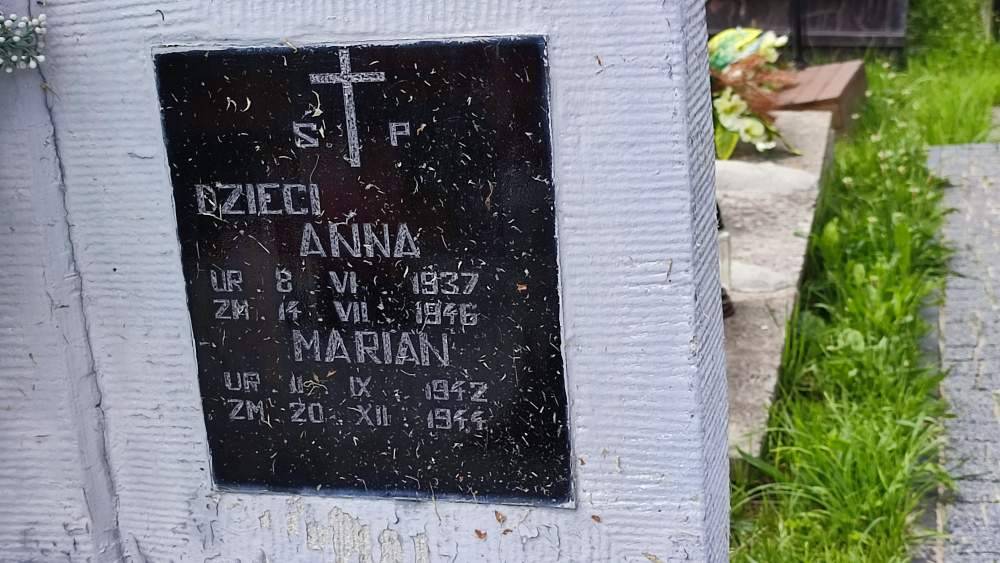 Ś. P.
DZIECI
ANNA
UR. 8. VI. 1937
ZM. 14. VII. 1946
MARIAN
UR. 11. IX. 1942
ZM. 20. XII. 1944